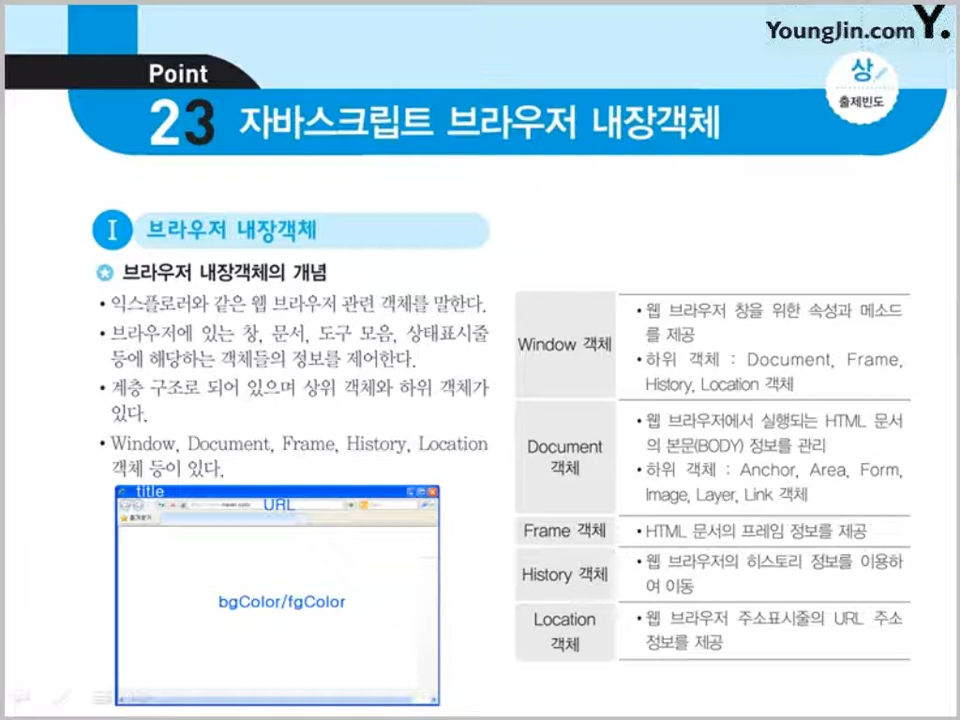 YoungJin.com Y.
Point
23 자바스크립트 브라우저 내장객체
상
출제빈도
I 브라우저 내장객체
브라우저 내장객체의 개념
• 익스플로러와 같은 웹 브라우저 관련 객체를 말한다.
• 브라우저에 있는 창, 문서, 도구 모음, 상태표시줄
등에 해당하는 객체들의 정보를 제어한다.
• 계층 구조로 되어 있으며 상위 객체와 하위 객체가
있다.
• Window, Document, Frame, History, Location
객체 등이 있다.
title
URL
bgColor/fgColor
Window 객체
• 웹 브라우저 창을 위한 속성과 메소드
를 제공
• 하위 객체 : Document, Frame,
History, Location 객체
Document
객체
• 웹 브라우저에서 실행되는 HTML 문서
의 본문(BODY) 정보를 관리
• 하위 객체 : Anchor, Area, Form,
Image, Layer, Link 객체
Frame 객체
• HTML 문서의 프레임 정보를 제공
History 객체
• 웹 브라우저의 히스토리 정보를 이용하
여 이동
Location
객체
• 웹 브라우저 주소표시줄의 URL 주소
정보를 제공